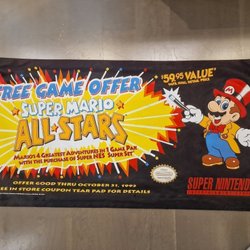 FREE GAME OFFER
$59.95 VALUE*
SUPER MARIO
ALL★STARS
MARIO'S 4 GREATEST ADVENTURES IN 1 GAME PAK
WITH THE PURCHASE OF SUPER NES SUPER SET
OFFER GOOD THRU OCTOBER 31, 1993
SEE IN STORE COUPON TEAR PAD FOR DETAILS
SUPER NINTENDO